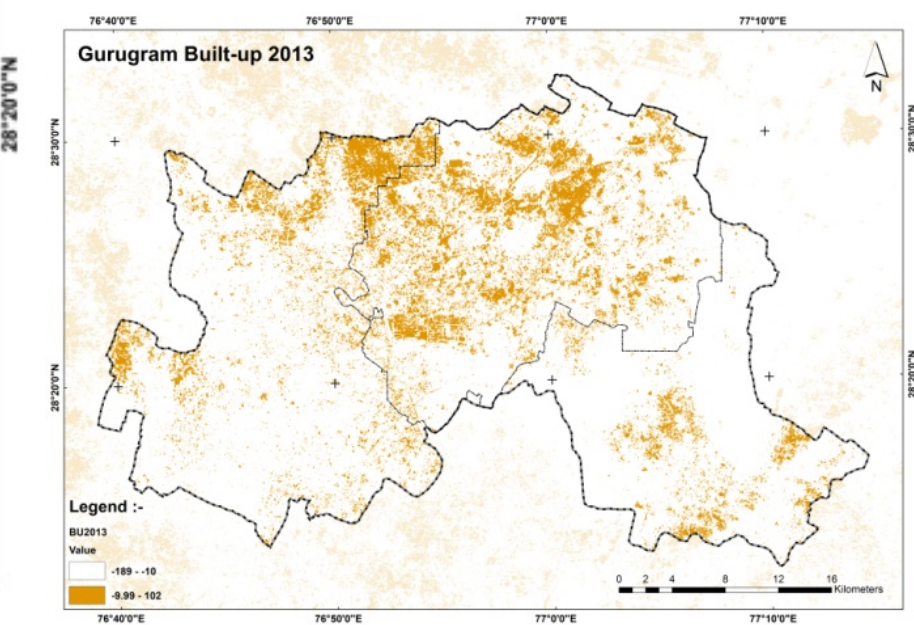 76°40'0"E 76°50'0"E 77°0'0"E 77°10'0"E
28°20'0"N
Gurugram Built-up 2013
N
28°30'0"N 28°30'0"N
28°20'0"N 28°20'0"N
Legend :-
BU2013
Value
-189 - -10
-9.99 - 102
0 2 4 8 12 16
Kilometers
76°40'0"E 76°50'0"E 77°0'0"E 77°10'0"E